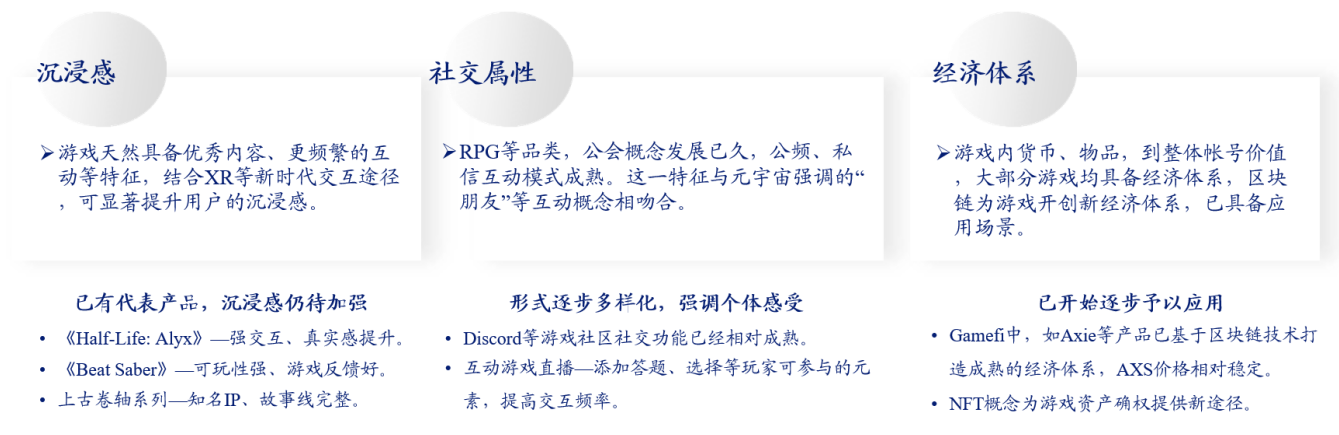 沉浸感
➢游戏天然具备优秀内容、更频繁的互
动等特征，结合XR等新时代交互途径
，可显著提升用户的沉浸感。
已有代表产品，沉浸感仍待加强
• 《Half-Life: Alyx》—强交互、真实感提升。
• 《Beat Saber》—可玩性强、游戏反馈好。
• 上古卷轴系列—知名IP、故事线完整。
社交属性
➢RPG等品类，公会概念发展已久，公频、私
信互动模式成熟。这一特征与元宇宙强调的“
朋友”等互动概念相吻合。
形式逐步多样化，强调个体感受
• Discord等游戏社区社交功能已经相对成熟。
• 互动游戏直播—添加答题、选择等玩家可参与的元
素，提高交互频率。
经济体系
➢游戏内货币、物品，到整体帐号价值
，大部分游戏均具备经济体系，区块
链为游戏开创新经济体系，已具备应
用场景。
已开始逐步予以应用
• Gamefi中，如Axie等产品已基于区块链技术打
造成熟的经济体系，AXS价格相对稳定。
• NFT概念为游戏资产确权提供新途径。